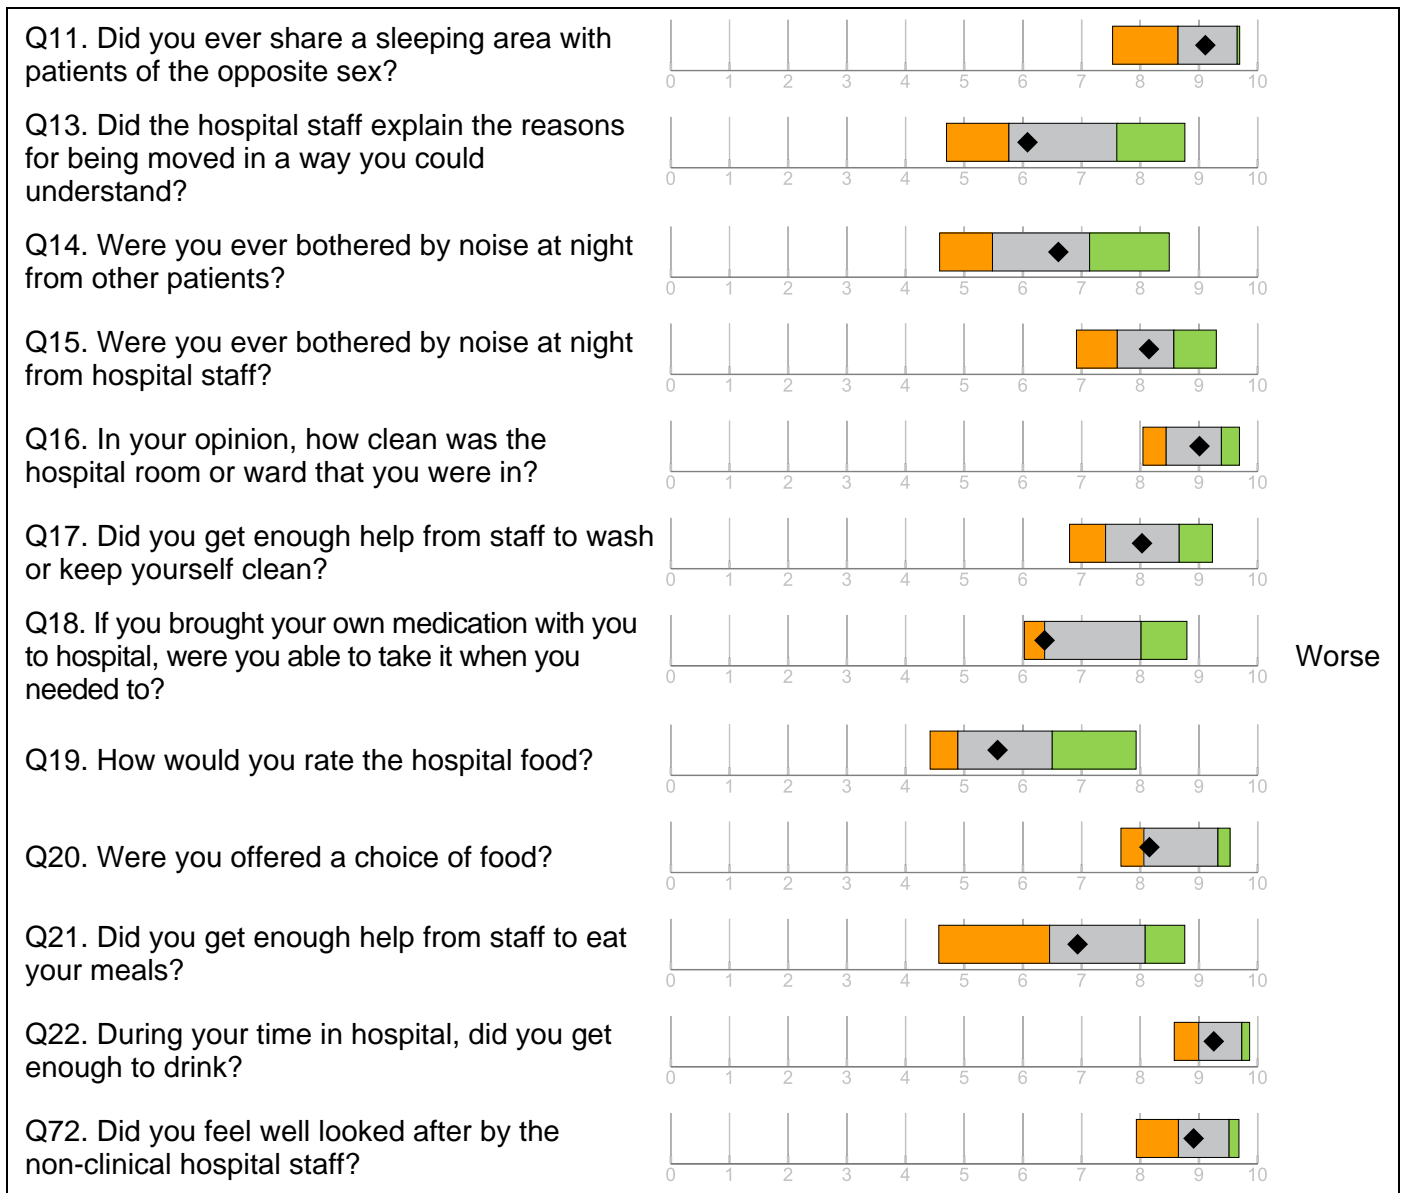 Q11. Did you ever share a sleeping area with
patients of the opposite sex?
0 1 2 3 4 5 6 7 8 9 10
Q13. Did the hospital staff explain the reasons
for being moved in a way you could
understand?
0 1 2 3 4 5 6 7 8 9 10
Q14. Were you ever bothered by noise at night
from other patients?
0 1 2 3 4 5 6 7 8 9 10
Q15. Were you ever bothered by noise at night
from hospital staff?
0 1 2 3 4 5 6 7 8 9 10
Q16. In your opinion, how clean was the
hospital room or ward that you were in?
0 1 2 3 4 5 6 7 8 9 10
Q17. Did you get enough help from staff to wash
or keep yourself clean?
0 1 2 3 4 5 6 7 8 9 10
Q18. If you brought your own medication with you
to hospital, were you able to take it when you
needed to?
0 1 2 3 4 5 6 7 8 9 10
Worse
Q19. How would you rate the hospital food?
0 1 2 3 4 5 6 7 8 9 10
Q20. Were you offered a choice of food?
0 1 2 3 4 5 6 7 8 9 10
Q21. Did you get enough help from staff to eat
your meals?
0 1 2 3 4 5 6 7 8 9 10
Q22. During your time in hospital, did you get
enough to drink?
0 1 2 3 4 5 6 7 8 9 10
Q72. Did you feel well looked after by the
non-clinical hospital staff?
0 1 2 3 4 5 6 7 8 9 10